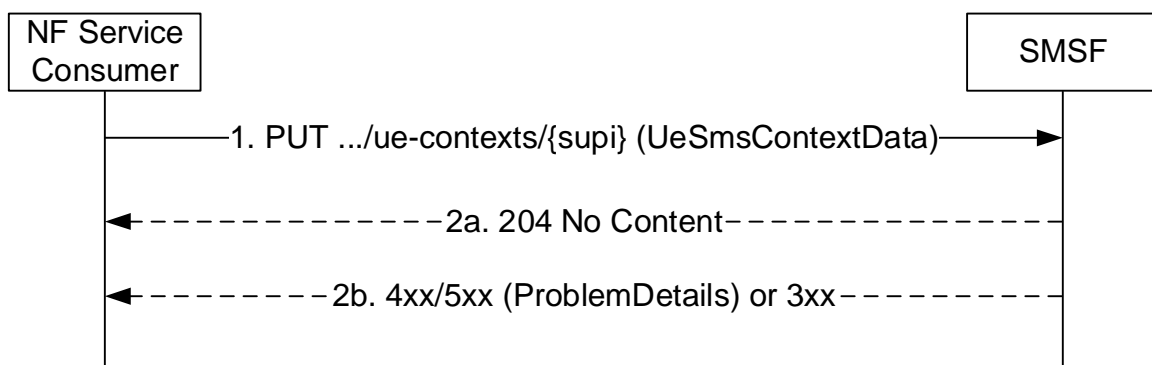 NF Service
Consumer
SMSF
1. PUT .../ue-contexts/{supi} (UeSmsContextData)
2a. 204 No Content
2b. 4xx/5xx (ProblemDetails) or 3xx